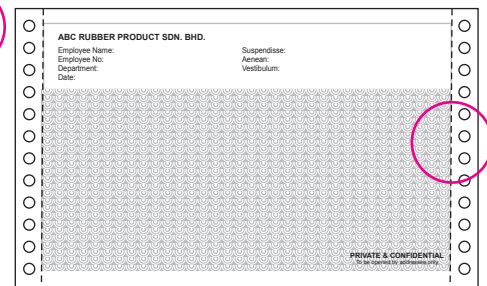 ABC RUBBER PRODUCT SDN. BHD.
Employee Name: Suspendisse:
Employee No: Aenean:
Department: Vestibulum:
Date:
PRIVATE & CONFIDENTIAL
To be opened by addressee only